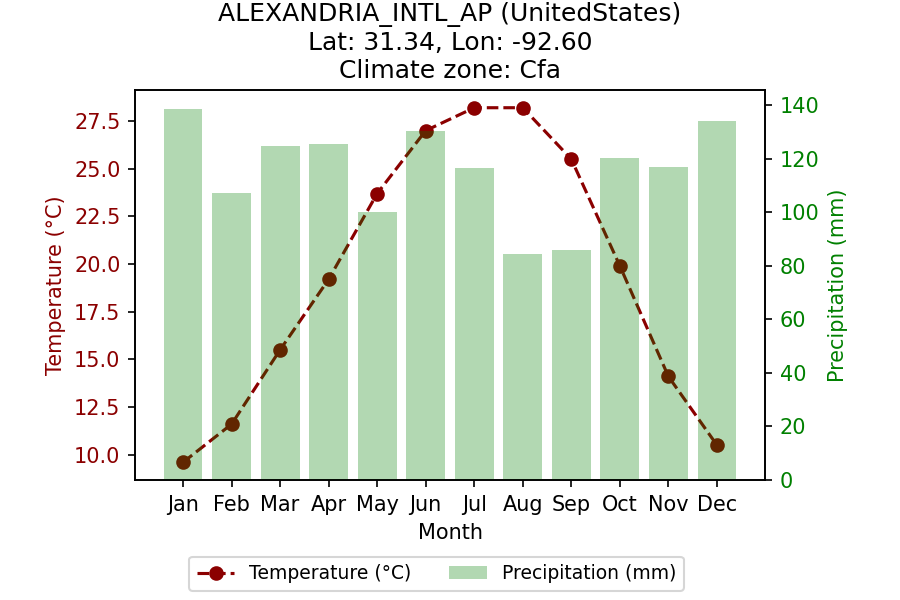 ALEXANDRIA_INTL_AP (UnitedStates)
Lat: 31.34, Lon: -92.60
Climate zone: Cfa
Temperature (°C)
27.5
25.0
22.5
20.0
17.5
15.0
12.5
10.0
140
120
100
80
60
40
20
0
Precipitation (mm)
Jan Feb Mar Apr May Jun Jul Aug Sep Oct Nov Dec
Month
Temperature (°C) Precipitation (mm)